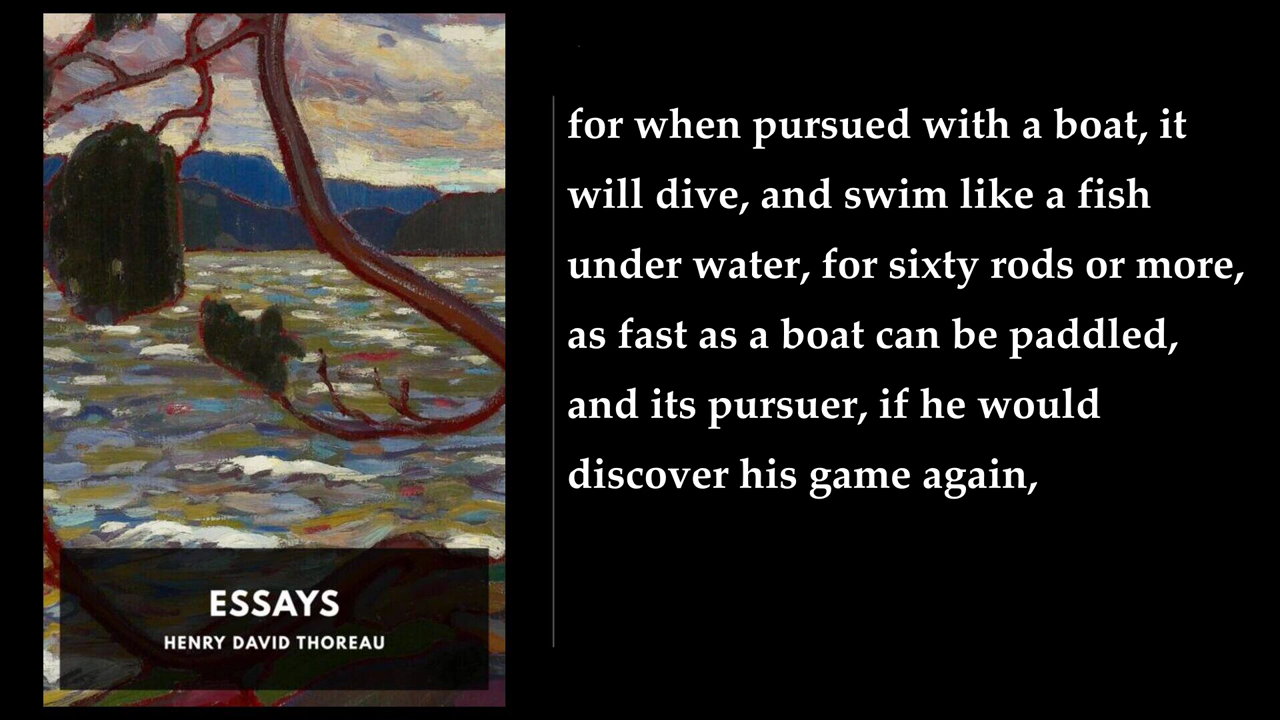 for when pursued with a boat, it
will dive, and swim like a fish
under water, for sixty rods or more,
as fast as a boat can be paddled,
and its pursuer, if he would
discover his game again,
ESSAYS
HENRY DAVID THOREAU